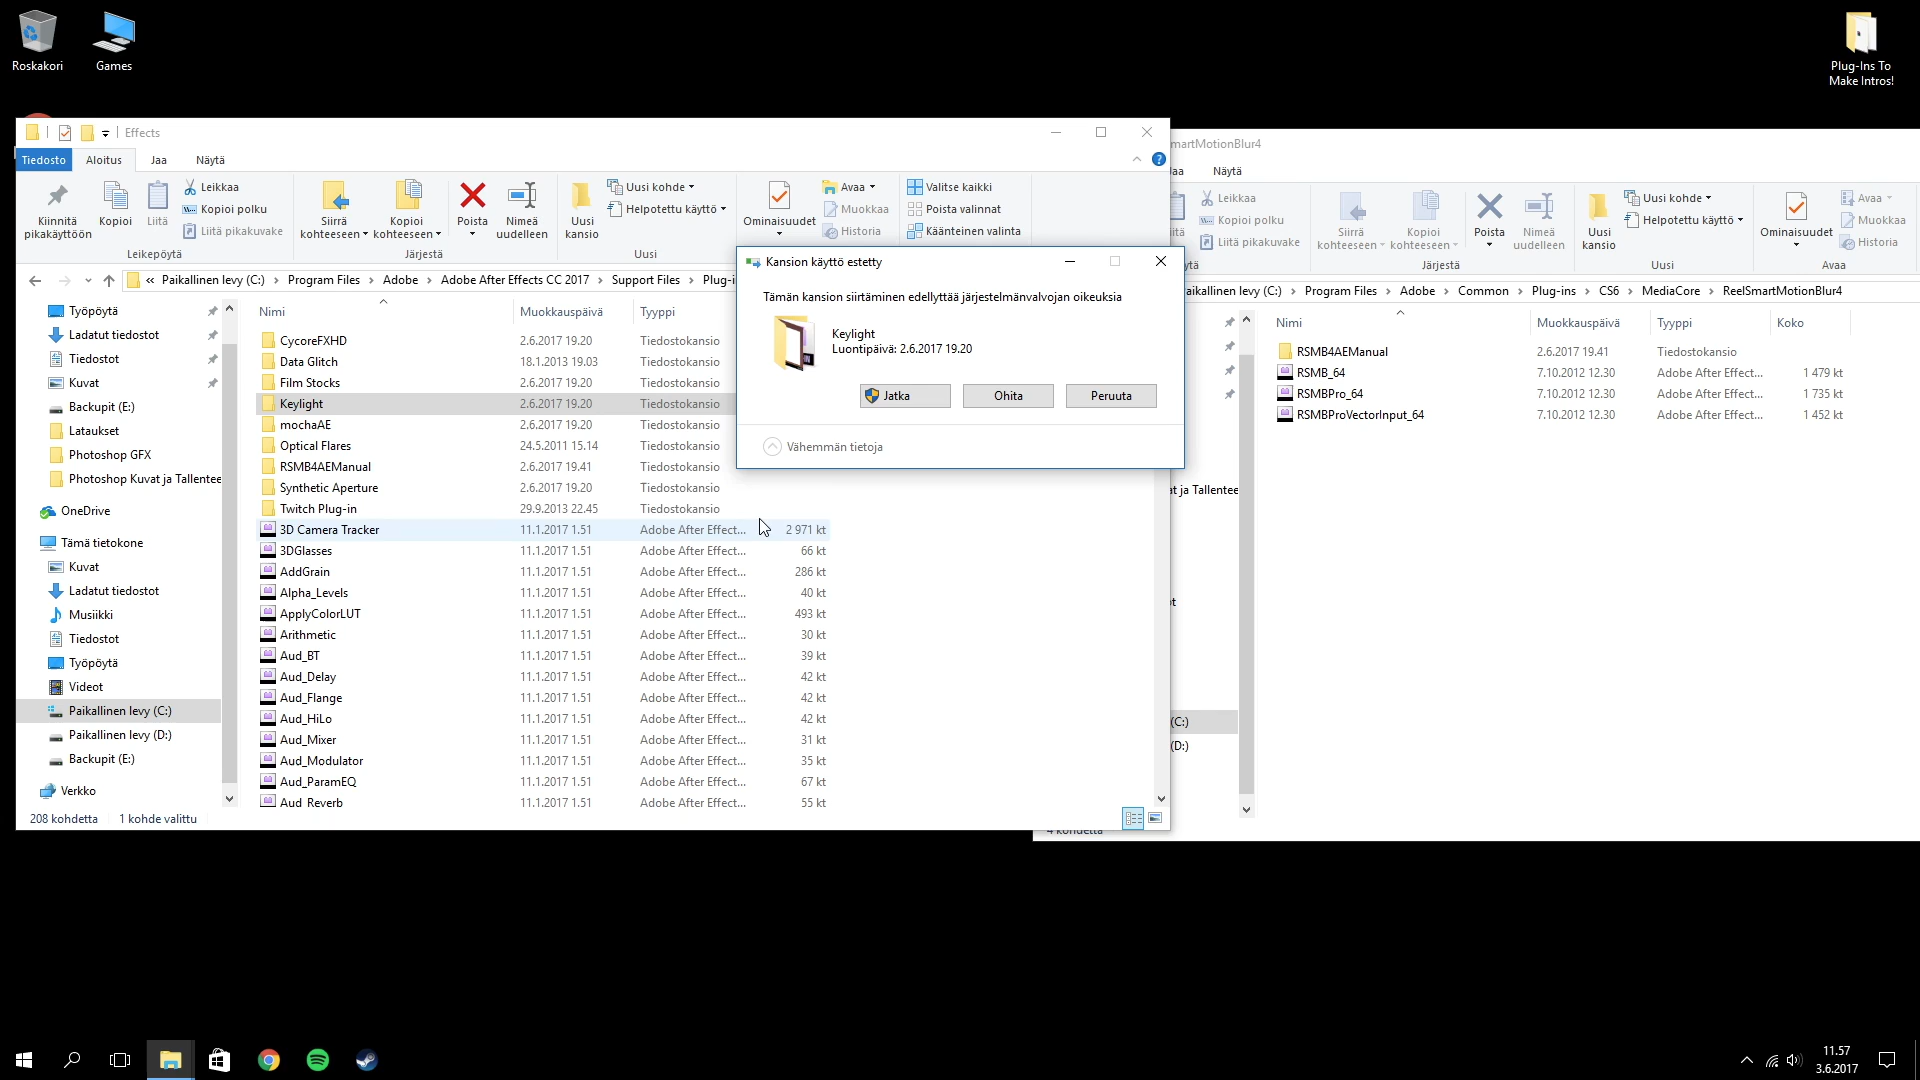 Roskakori
Games
Plug-Ins To
Make Intros!
Effects
Tiedosto
Aloitus
Jaa
Näytä
Kiinnitä
pikakäyttöön
Kopioi
Liitä
Leikkaa
Kopioi polku
Liitä pikakuvake
Leikepöytä
Siirrä
kohteeseen
Kopioi
kohteeseen
Poista
Nimeä
uudelleen
Järjestä
Uusi
kansio
Uusi kohde
Helpotettu käyttö
Uusi
Ominaisuudet
Avaa
Muokkaa
Historia
Valitse kaikki
Poista valinnat
Käänteinen valinta
« Paikallinen levy (C:) > Program Files > Adobe > Adobe After Effects CC 2017 > Support Files > Plug-i
Työpöytä
Ladatut tiedostot
Tiedostot
Kuvat
Backupit (E:)
Lataukset
Photoshop GFX
Photoshop Kuvat ja Tallentee
OneDrive
Tämä tietokone
Kuvat
Ladatut tiedostot
Musiikki
Tiedostot
Työpöytä
Videot
Paikallinen levy (C:)
Paikallinen levy (D:)
Backupit (E:)
Verkko
Nimi Muokkauspäivä Tyyppi
CycoreFXHD 2.6.2017 19.20 Tiedostokansio
Data Glitch 18.1.2013 19.03 Tiedostokansio
Film Stocks 2.6.2017 19.20 Tiedostokansio
Keylight 2.6.2017 19.20 Tiedostokansio
mochaAE 2.6.2017 19.20 Tiedostokansio
Optical Flares 24.5.2011 15.14 Tiedostokansio
RSMB4AEManual 2.6.2017 19.41 Tiedostokansio
Synthetic Aperture 2.6.2017 19.20 Tiedostokansio
Twitch Plug-in 29.9.2013 22.45 Tiedostokansio
3D Camera Tracker 11.1.2017 1.51 Adobe After Effect... 2 971 kt
3DGlasses 11.1.2017 1.51 Adobe After Effect... 66 kt
AddGrain 11.1.2017 1.51 Adobe After Effect... 286 kt
Alpha_Levels 11.1.2017 1.51 Adobe After Effect... 40 kt
ApplyColorLUT 11.1.2017 1.51 Adobe After Effect... 493 kt
Arithmetic 11.1.2017 1.51 Adobe After Effect... 30 kt
Aud_BT 11.1.2017 1.51 Adobe After Effect... 39 kt
Aud_Delay 11.1.2017 1.51 Adobe After Effect... 42 kt
Aud_Flange 11.1.2017 1.51 Adobe After Effect... 42 kt
Aud_HiLo 11.1.2017 1.51 Adobe After Effect... 42 kt
Aud_Mixer 11.1.2017 1.51 Adobe After Effect... 31 kt
Aud_Modulator 11.1.2017 1.51 Adobe After Effect... 35 kt
Aud_ParamEQ 11.1.2017 1.51 Adobe After Effect... 67 kt
Aud_Reverb 11.1.2017 1.51 Adobe After Effect... 55 kt
208 kohdetta 1 kohde valittu
Kansion käyttö estetty
Tämän kansion siirtäminen edellyttää järjestelmänvalvojan oikeuksia
Keylight
Luontipäivä: 2.6.2017 19.20
Jatka
Ohita
Peruuta
Vähemmän tietoja
martMotionBlur4
aa
Näytä
itä
Leikkaa
Kopioi polku
Liitä pikakuvake
ytä
Siirrä
kohteeseen
Kopioi
kohteeseen
Poista
Nimeä
uudelleen
Järjestä
Uusi
kansio
Uusi kohde
Helpotettu käyttö
Uusi
Ominaisuudet
Avaa
Muokkaa
Historia
Avaa
aikallinen levy (C:) > Program Files > Adobe > Common > Plug-ins > CS6 > MediaCore > ReelSmartMotionBlur4
Nimi Muokkauspäivä Tyyppi Koko
RSMB4AEManual 2.6.2017 19.41 Tiedostokansio
RSMB_64 7.10.2012 12.30 Adobe After Effect... 1 479 kt
RSMBPro_64 7.10.2012 12.30 Adobe After Effect... 1 735 kt
RSMBProVectorInput_64 7.10.2012 12.30 Adobe After Effect... 1 452 kt
at ja Tallentee
ot
(C:)
(D:)
4 kohdetta
11.57
3.6.2017